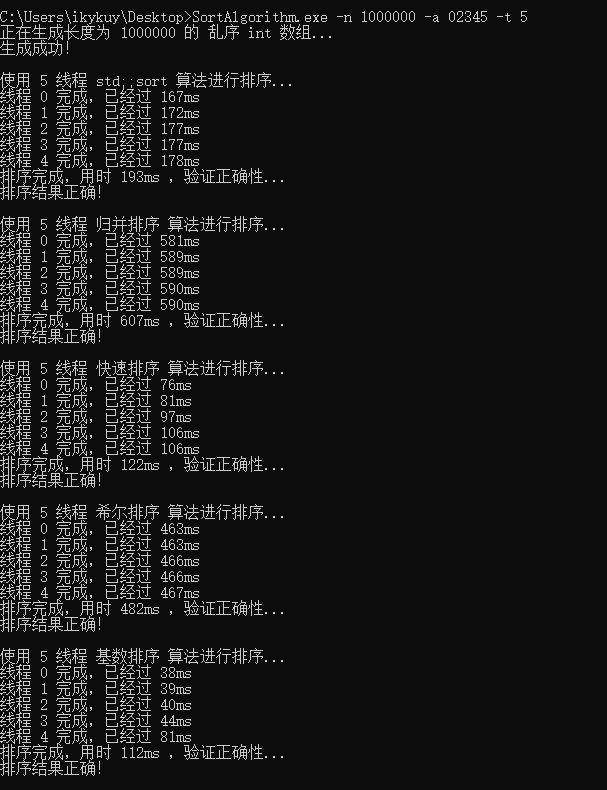 C:\Users\ikykuy\Desktop>SortAlgorithm.exe -n 1000000 -a 02345 -t 5
正在生成长度为 1000000 的 乱序 int 数组...
生成成功!
使用 5 线程 std::sort 算法进行排序...
线程 0 完成, 已经过 167ms
线程 1 完成, 已经过 172ms
线程 2 完成, 已经过 177ms
线程 3 完成, 已经过 177ms
线程 4 完成, 已经过 178ms
排序完成, 用时 193ms , 验证正确性...
排序结果正确!
使用 5 线程 归并排序 算法进行排序...
线程 0 完成, 已经过 581ms
线程 1 完成, 已经过 589ms
线程 2 完成, 已经过 589ms
线程 3 完成, 已经过 590ms
线程 4 完成, 已经过 590ms
排序完成, 用时 607ms , 验证正确性...
排序结果正确!
使用 5 线程 快速排序 算法进行排序...
线程 0 完成, 已经过 76ms
线程 1 完成, 已经过 81ms
线程 2 完成, 已经过 97ms
线程 3 完成, 已经过 106ms
线程 4 完成, 已经过 106ms
排序完成, 用时 122ms , 验证正确性...
排序结果正确!
使用 5 线程 希尔排序 算法进行排序...
线程 0 完成, 已经过 463ms
线程 1 完成, 已经过 463ms
线程 2 完成, 已经过 466ms
线程 3 完成, 已经过 466ms
线程 4 完成, 已经过 467ms
排序完成, 用时 482ms , 验证正确性...
排序结果正确!
使用 5 线程 基数排序 算法进行排序...
线程 0 完成, 已经过 38ms
线程 1 完成, 已经过 39ms
线程 2 完成, 已经过 40ms
线程 3 完成, 已经过 44ms
线程 4 完成, 已经过 81ms
排序完成, 用时 112ms , 验证正确性...
排序结果正确!